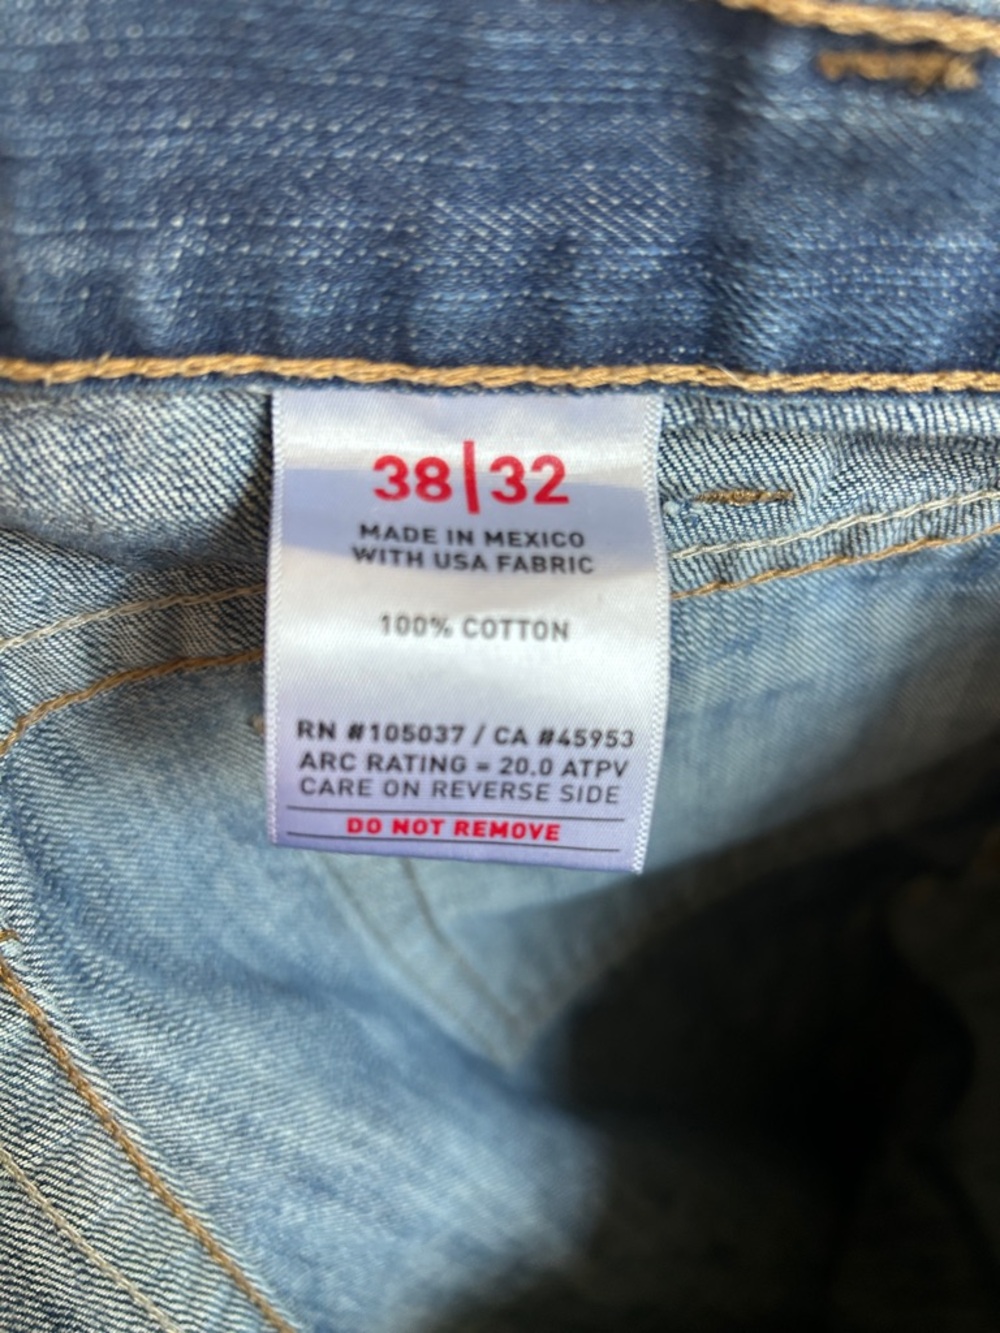 38|32
MADE IN MEXICO
WITH USA FABRIC
100% COTTON
RN #105037 / CA #45953
ARC RATING = 20.0 ATPV
CARE ON REVERSE SIDE
DO NOT REMOVE